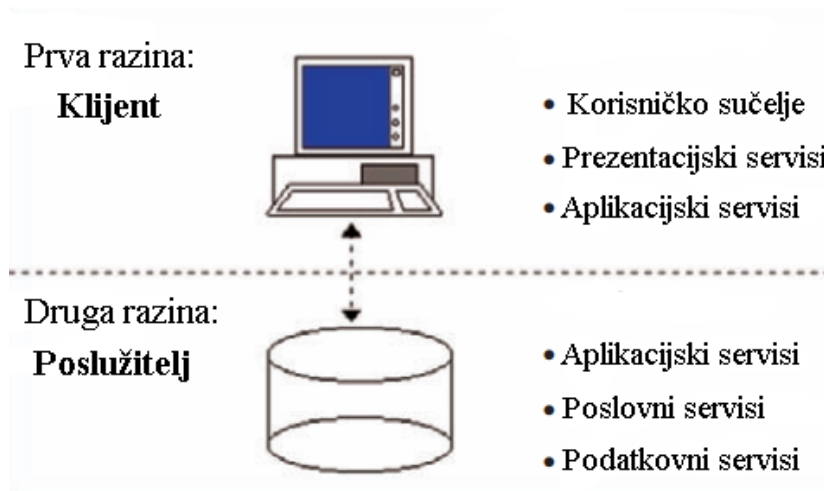 Prva razina:
Klijent
• Korisničko sučelje
• Prezentacijski servisi
• Aplikacijski servisi
Druga razina:
Poslužitelj
• Aplikacijski servisi
• Poslovni servisi
• Podatkovni servisi